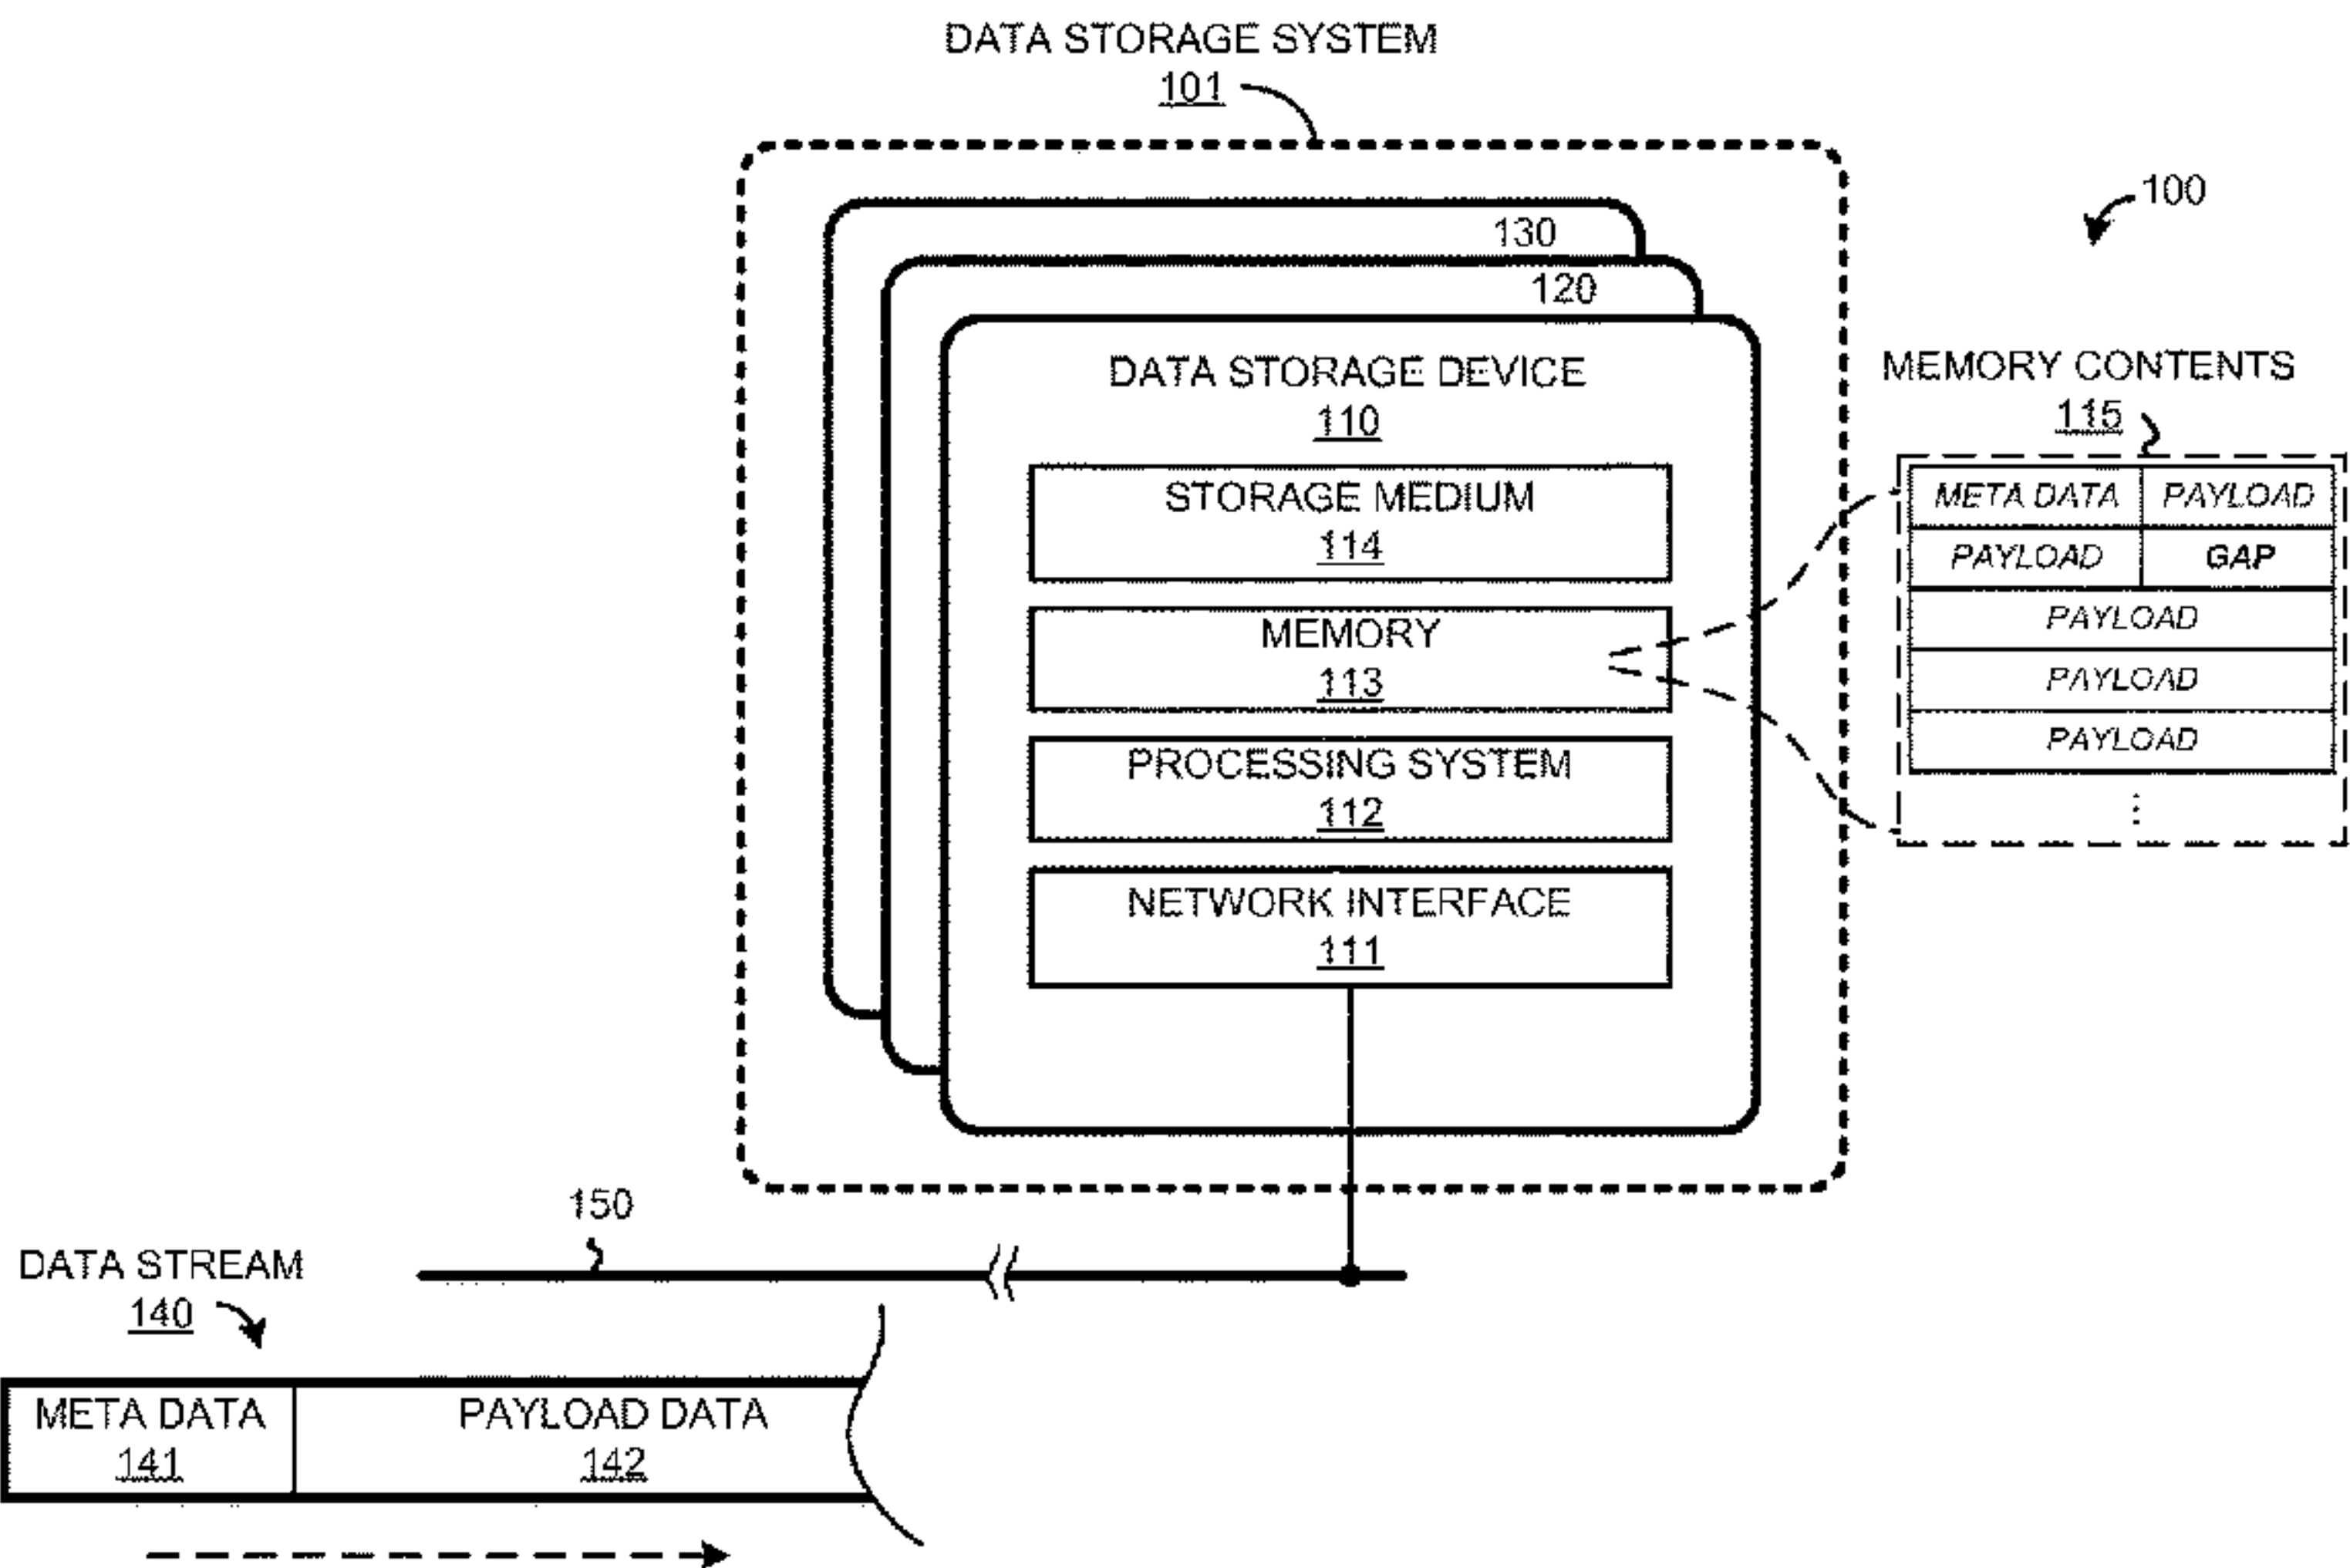 DATA STORAGE SYSTEM
101
100
130
120
DATA STORAGE DEVICE
110
STORAGE MEDIUM
114
MEMORY
113
PROCESSING SYSTEM
112
NETWORK INTERFACE
111
MEMORY CONTENTS
115
META DATA PAYLOAD
PAYLOAD GAP
PAYLOAD
PAYLOAD
PAYLOAD
150
DATA STREAM
140
META DATA PAYLOAD DATA
141 142